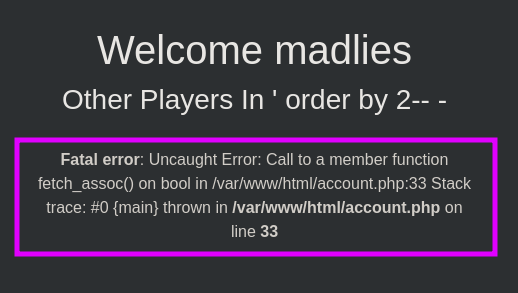 Welcome madlies
Other Players In ' order by 2-- -
Fatal error: Uncaught Error: Call to a member function
fetch_assoc() on bool in /var/www/html/account.php:33 Stack
trace: #0 {main} thrown in /var/www/html/account.php on
line 33